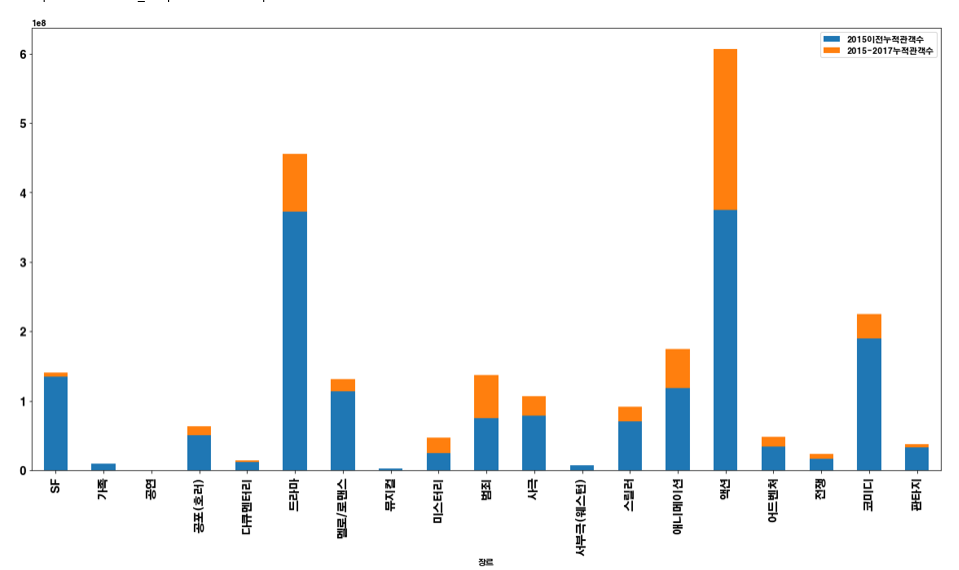 1e8
2015이전누적관객수
2015-2017누적관객수
6
5
4
3
2
1
0
SF
가족
공연
공포(호러)
다큐멘터리
드라마
멜로/로맨스
뮤지컬
미스터리
범죄
사극
서부극(웨스턴)
스릴러
애니메이션
액션
어드벤처
전쟁
코미디
판타지
장르